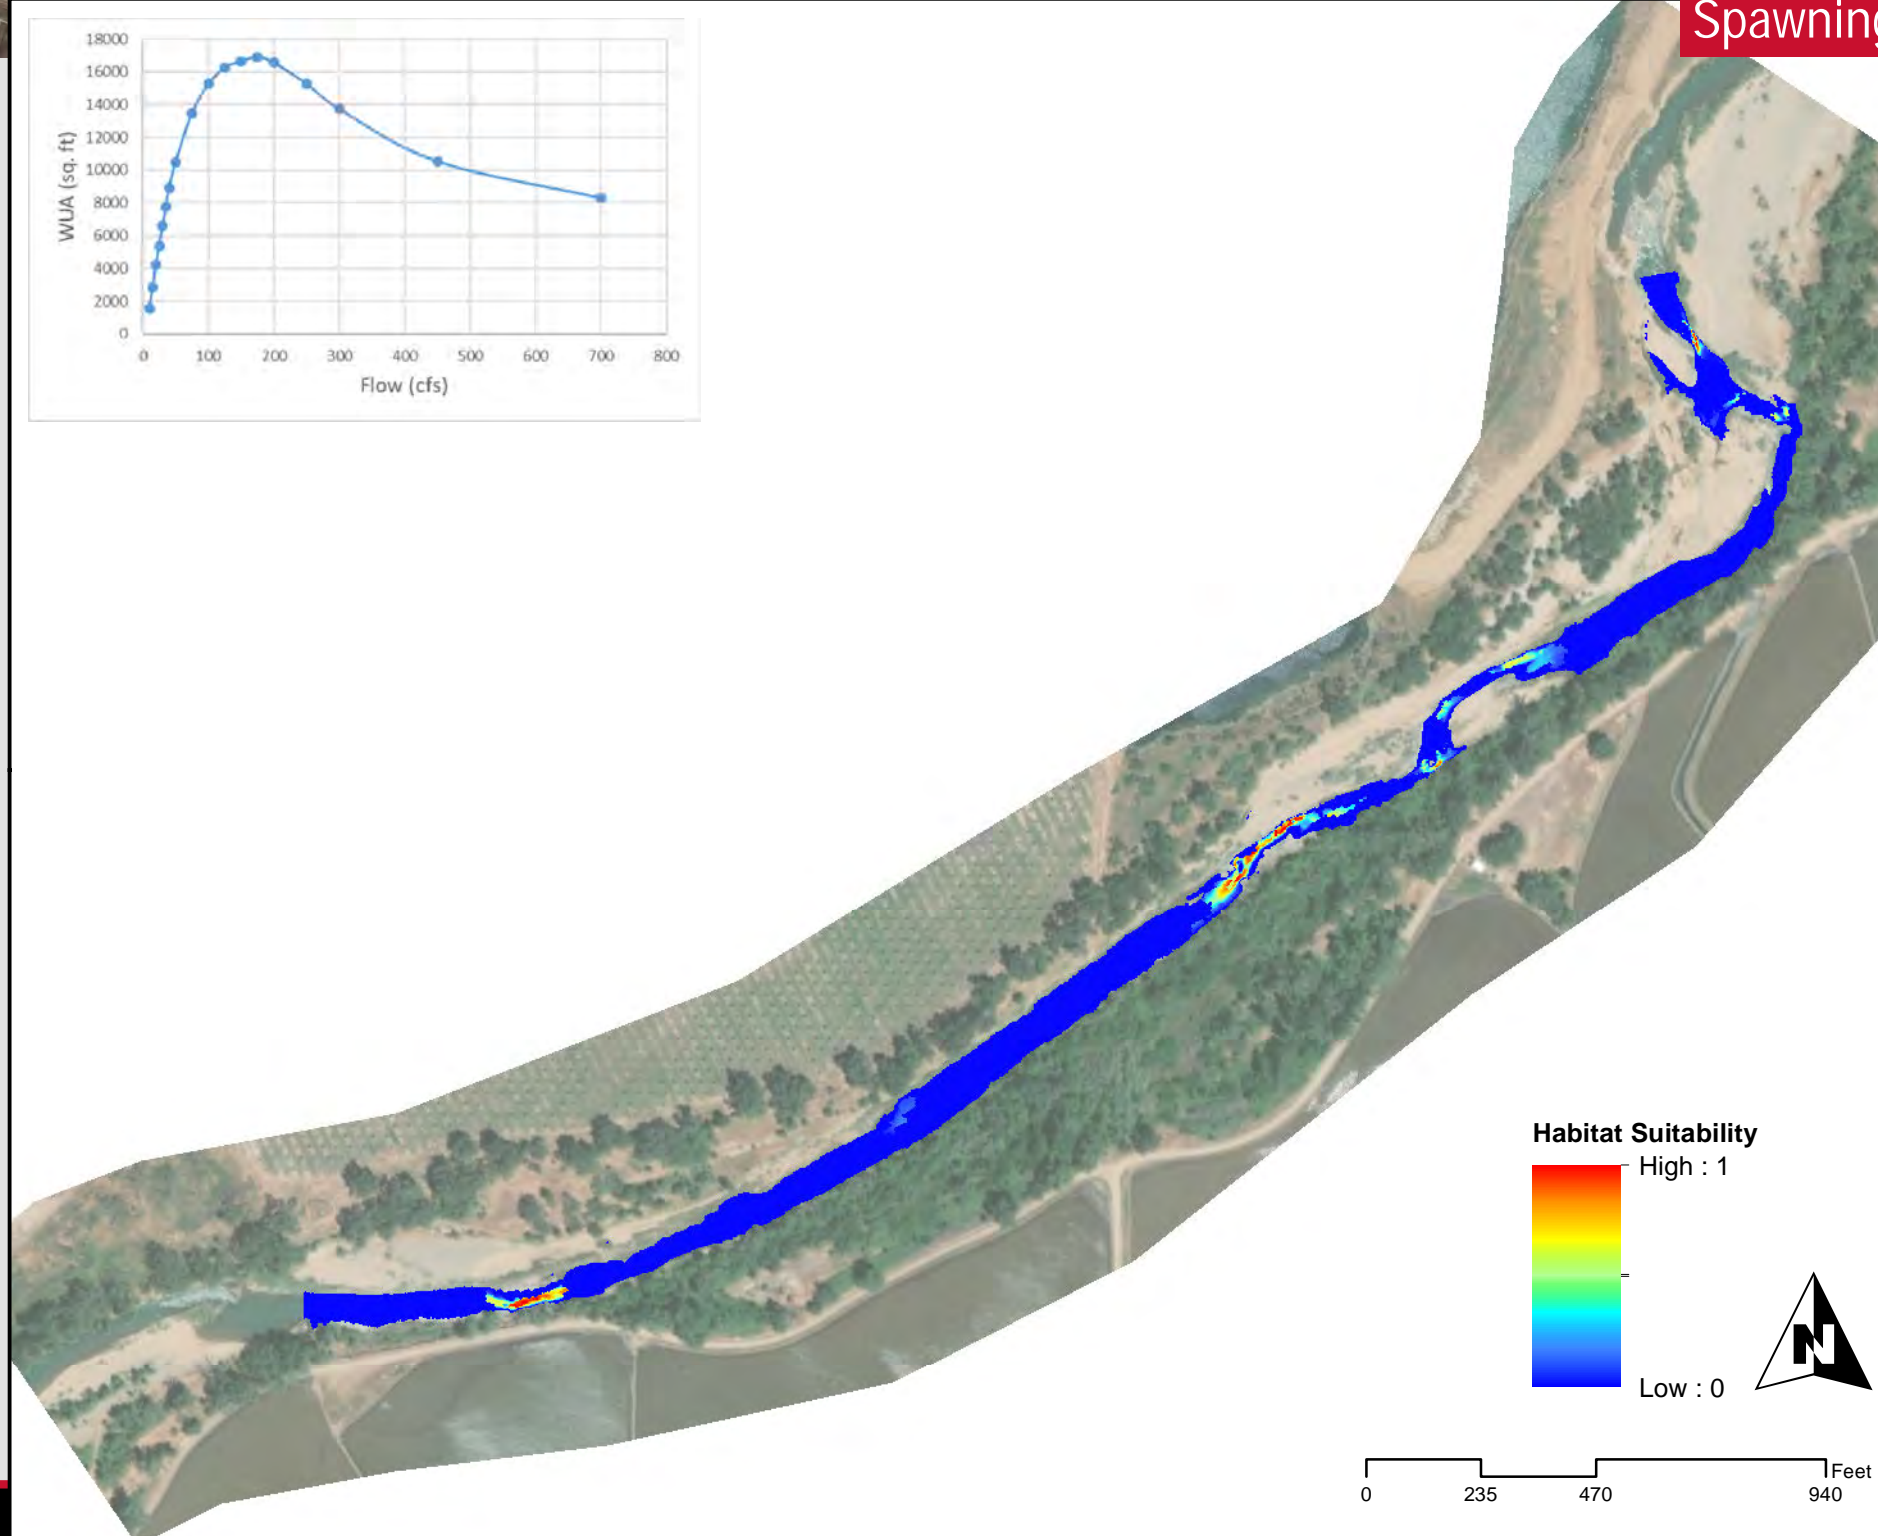 Spawning
18000
16000
14000
12000
10000
8000
6000
4000
2000
0
WUA (sq. ft)
0 100 200 300 400 500 600 700 800
Flow (cfs)
Habitat Suitability
High : 1
Low : 0
N
Feet
0 235 470 940